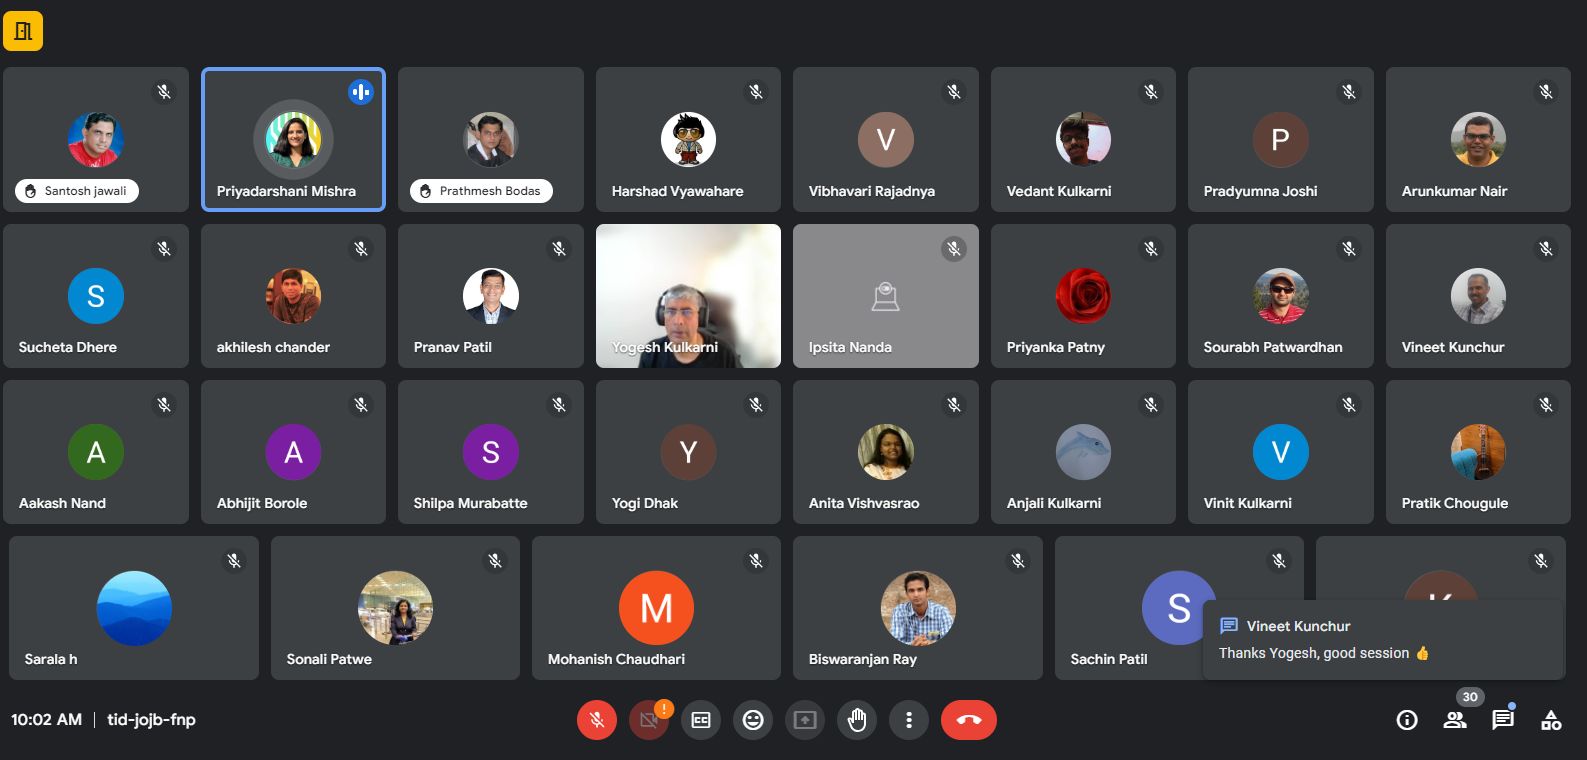 Santosh jawali
Priyadarshani Mishra
Prathmesh Bodas
Harshad Vyawahare
V
Vibhavari Rajadnya
Vedant Kulkarni
P
Pradyumna Joshi
Arunkumar Nair
S
Sucheta Dhere
akhilesh chander
Pranav Patil
Yogesh Kulkarni
Ipsita Nanda
Priyanka Patny
Sourabh Patwardhan
Vineet Kunchur
A
Aakash Nand
A
Abhijit Borole
S
Shilpa Murabatte
Y
Yogi Dhak
Anita Vishvasrao
Anjali Kulkarni
V
Vinit Kulkarni
Pratik Chougule
Sarala h
Sonali Patwe
M
Mohanish Chaudhari
Biswaranjan Ray
S
Sachin Patil
Vineet Kunchur
Thanks Yogesh, good session 👍
10:02 AM | tid-jojb-fnp
!
CC
30